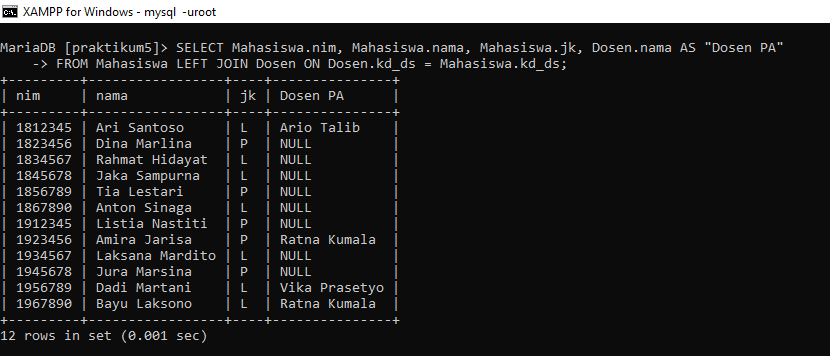 XAMPP for Windows - mysql -uroot
MariaDB [praktikum5]> SELECT Mahasiswa.nim, Mahasiswa.nama, Mahasiswa.jk, Dosen.nama AS "Dosen PA"
    -> FROM Mahasiswa LEFT JOIN Dosen ON Dosen.kd_ds = Mahasiswa.kd_ds;
+---------+-----------------+----+---------------+
| nim     | nama            | jk | Dosen PA      |
+---------+-----------------+----+---------------+
| 1812345 | Ari Santoso     | L  | Ario Talib    |
| 1823456 | Dina Marlina    | P  | NULL          |
| 1834567 | Rahmat Hidayat  | L  | NULL          |
| 1845678 | Jaka Sampurna   | L  | NULL          |
| 1856789 | Tia Lestari     | P  | NULL          |
| 1867890 | Anton Sinaga    | L  | NULL          |
| 1912345 | Listia Nastiti  | P  | NULL          |
| 1923456 | Amira Jarisa    | P  | Ratna Kumala  |
| 1934567 | Laksana Mardito | L  | NULL          |
| 1945678 | Jura Marsina    | P  | NULL          |
| 1956789 | Dadi Martani    | L  | Vika Prasetyo |
| 1967890 | Bayu Laksono    | L  | Ratna Kumala  |
+---------+-----------------+----+---------------+
12 rows in set (0.001 sec)